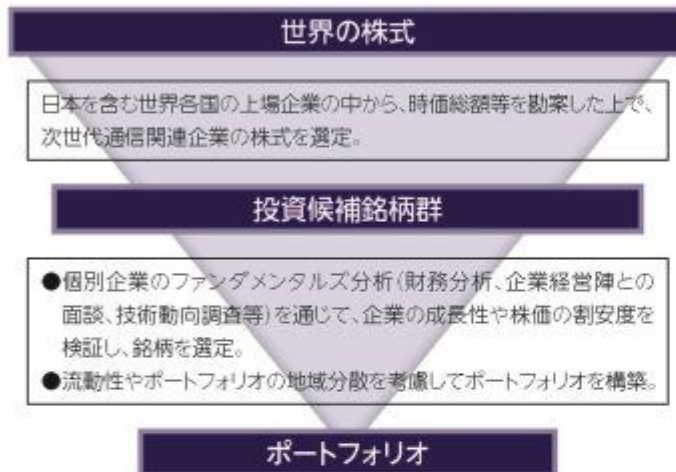 世界の株式
日本を含む世界各国の上場企業の中から、時価総額等を勘案した上で、
次世代通信関連企業の株式を選定。
投資候補銘柄群
●個別企業のファンダメンタルズ分析(財務分析、企業経営陣との
面談、技術動向調査等)を通じて、企業の成長性や株価の割安度を
検証し、銘柄を選定。
●流動性やポートフォリオの地域分散を考慮してポートフォリオを構築。
ポートフォリオ